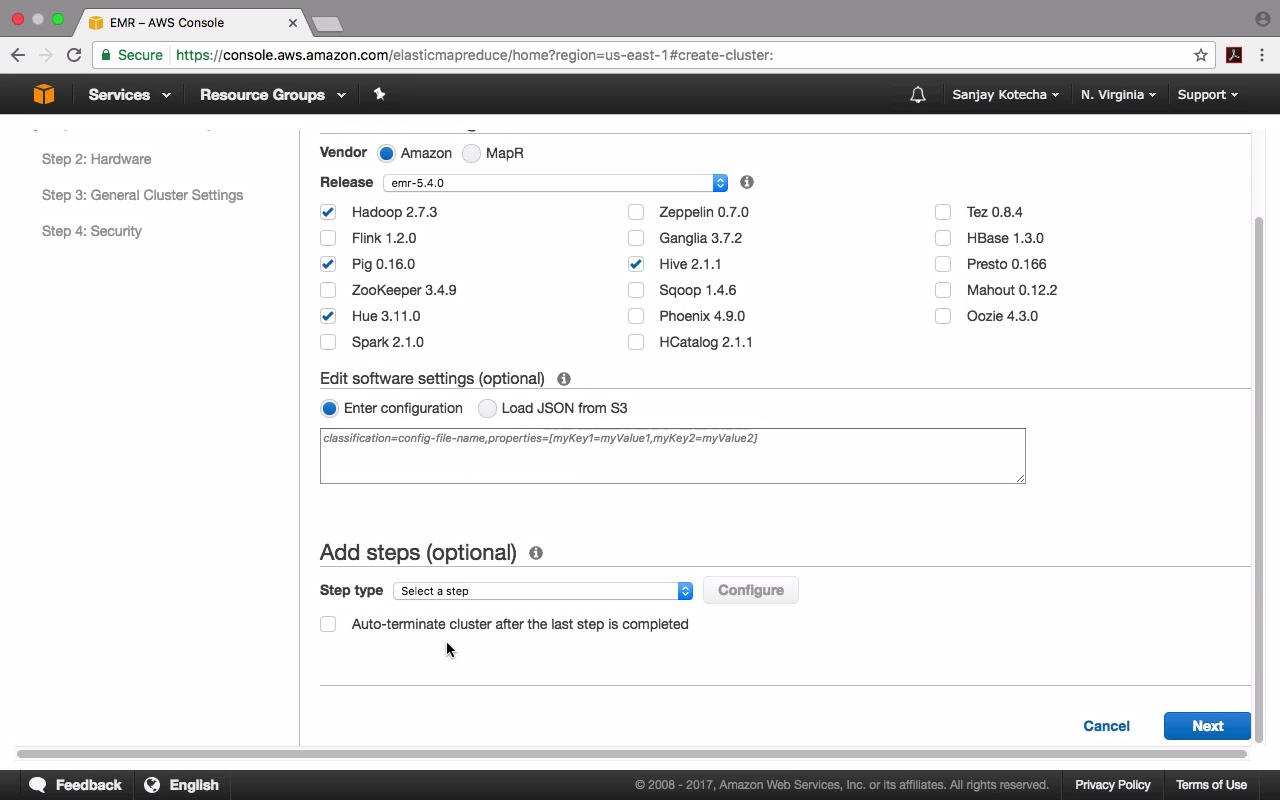 EMR – AWS Console
Secure https://console.aws.amazon.com/elasticmapreduce/home?region=us-east-1#create-cluster:
Services Resource Groups Sanjay Kotecha N. Virginia Support
Step 2: Hardware
Step 3: General Cluster Settings
Step 4: Security
Vendor Amazon MapR
Release emr-5.4.0
Hadoop 2.7.3 Zeppelin 0.7.0 Tez 0.8.4
Flink 1.2.0 Ganglia 3.7.2 HBase 1.3.0
Pig 0.16.0 Hive 2.1.1 Presto 0.166
ZooKeeper 3.4.9 Sqoop 1.4.6 Mahout 0.12.2
Hue 3.11.0 Phoenix 4.9.0 Oozie 4.3.0
Spark 2.1.0 HCatalog 2.1.1
Edit software settings (optional)
Enter configuration Load JSON from S3
classification=config-file-name,properties=[myKey1=myValue1,myKey2=myValue2]
Add steps (optional)
Step type Select a step Configure
Auto-terminate cluster after the last step is completed
Cancel Next
Feedback English © 2008 - 2017, Amazon Web Services, Inc. or its affiliates. All rights reserved. Privacy Policy Terms of Use